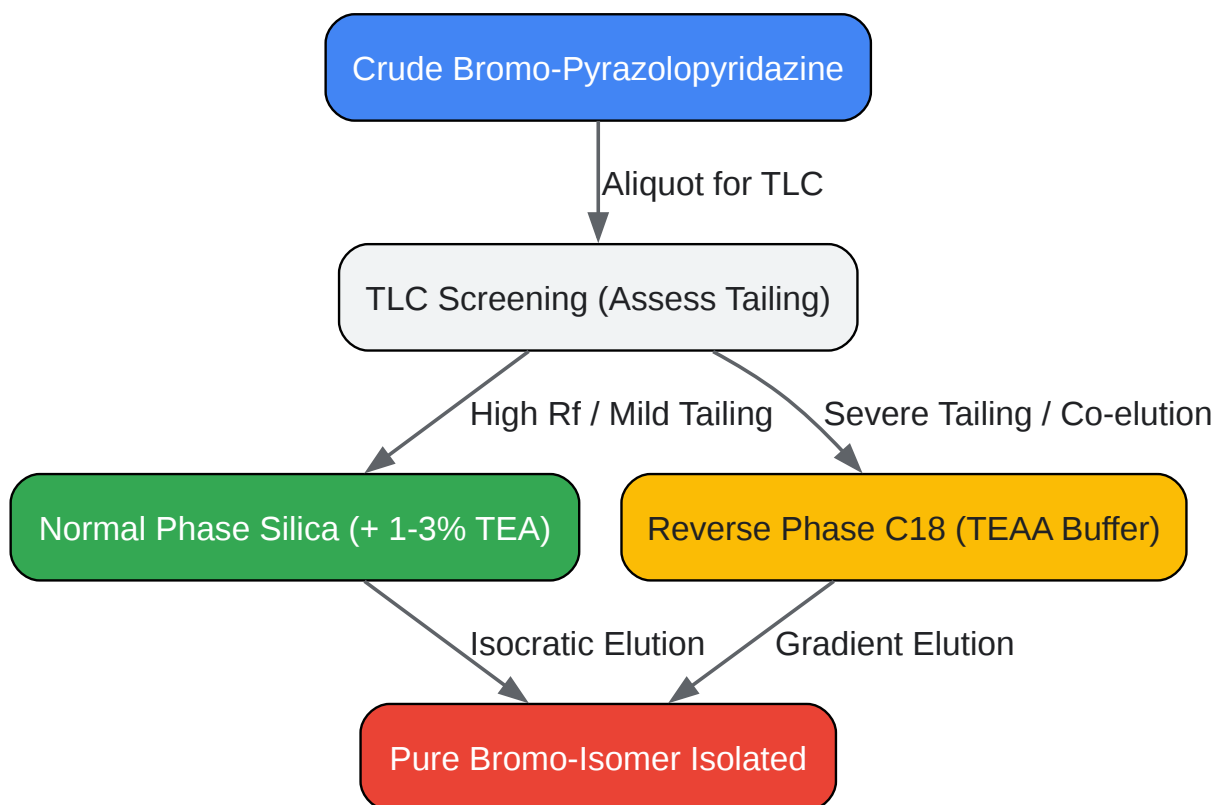 Crude Bromo-Pyrazolopyridazine
Aliquot for TLC
TLC Screening (Assess Tailing)
High Rf / Mild Tailing
Severe Tailing / Co-elution
Normal Phase Silica (+ 1-3% TEA)
Reverse Phase C18 (TEAA Buffer)
Isocratic Elution
Gradient Elution
Pure Bromo-Isomer Isolated